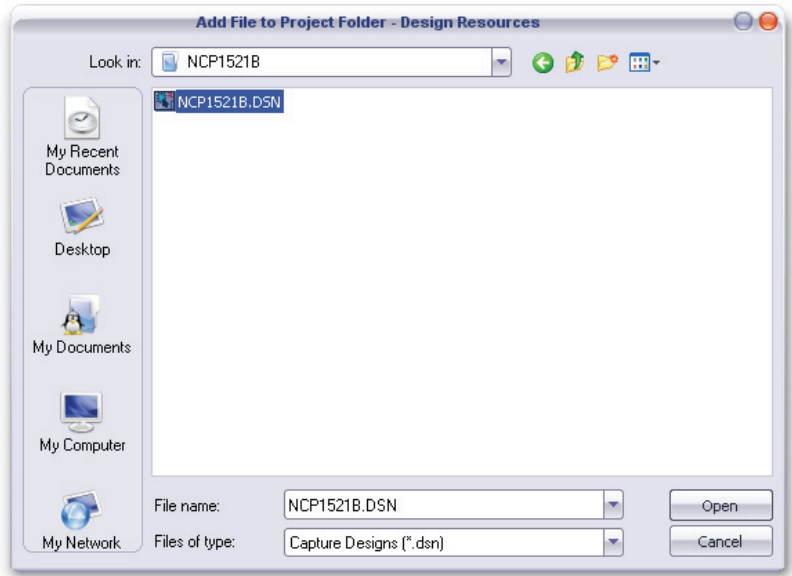 Add File to Project Folder - Design Resources
Look in: NCP1521B
NCP1521B.DSN
My Recent
Documents
Desktop
My Documents
My Computer
My Network
File name: NCP1521B.DSN Open
Files of type: Capture Designs (*.dsn) Cancel